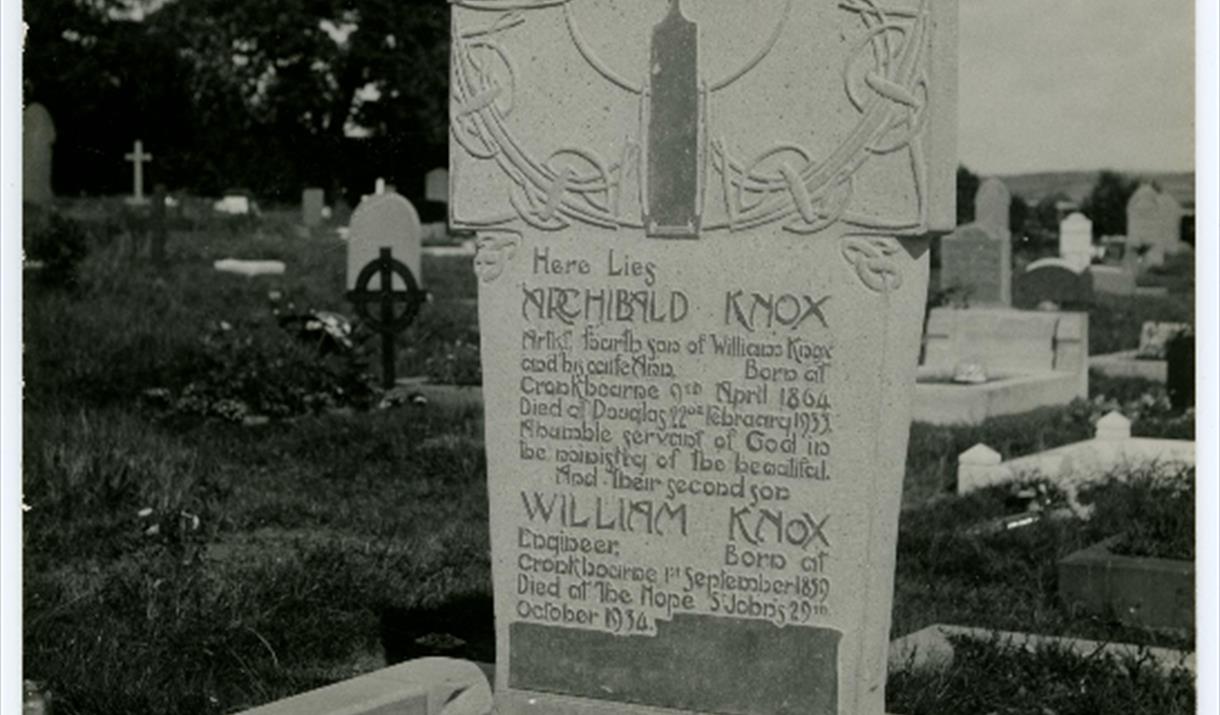 Here Lies
ARCHIBALD KNOX
Artist, fourth son of William Knox
and his wife Ann. Born at
Cronkbourne 9TH April 1864
Died at Douglas 22ND February 1933.
A humble servant of God in
the ministry of the beautiful.
And their second son
WILLIAM KNOX
Engineer, Born at
Cronkbourne 1ST September 1859
Died at The Hope St John's 29TH
October 1934.